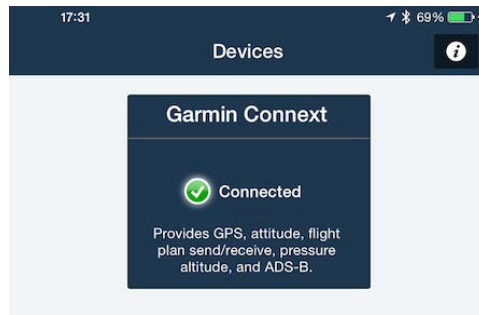 17:31
69%
Devices
Garmin Connext
Connected
Provides GPS, attitude, flight
plan send/receive, pressure
altitude, and ADS-B.